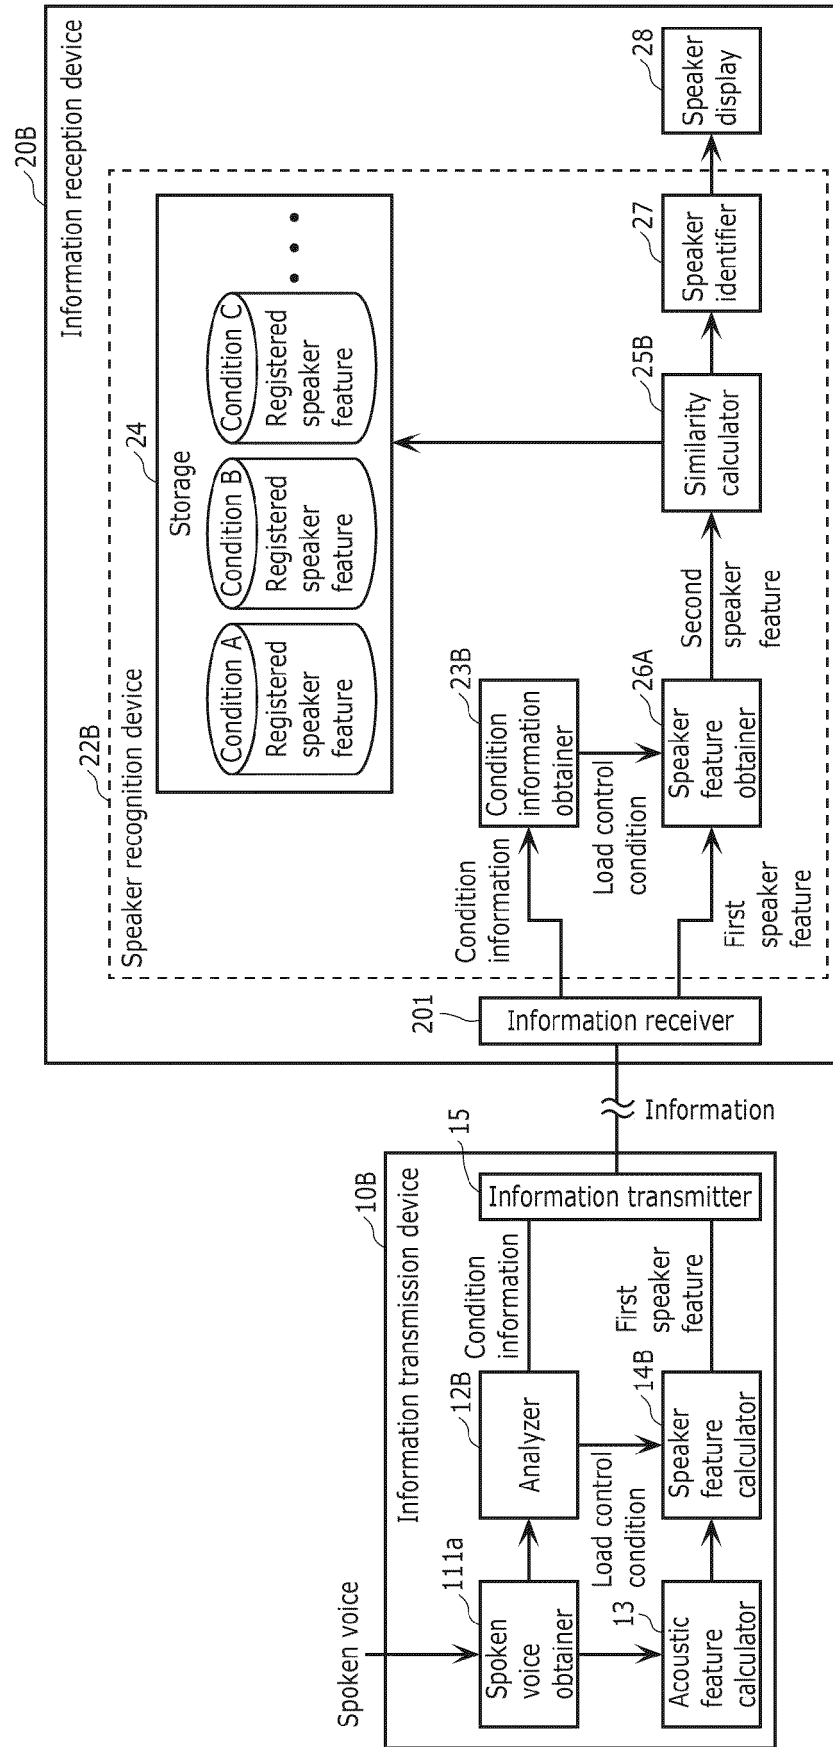 Spoken voice
10B
Information transmission device
111a
Spoken
voice
obtainer
12B
Analyzer
Condition
information
15
Information transmitter
Load control
condition
13
Acoustic
feature
calculator
14B
Speaker
feature
calculator
First
speaker
feature
Information
20B
Information reception device
201
Information receiver
22B
Speaker recognition device
24
Storage
Condition A
Registered
speaker
feature
Condition B
Registered
speaker
feature
Condition C
Registered
speaker
feature
Condition
information
23B
Condition
information
obtainer
Load control
condition
First
speaker
feature
26A
Speaker
feature
obtainer
Second
speaker
feature
25B
Similarity
calculator
27
Speaker
identifier
28
Speaker
display